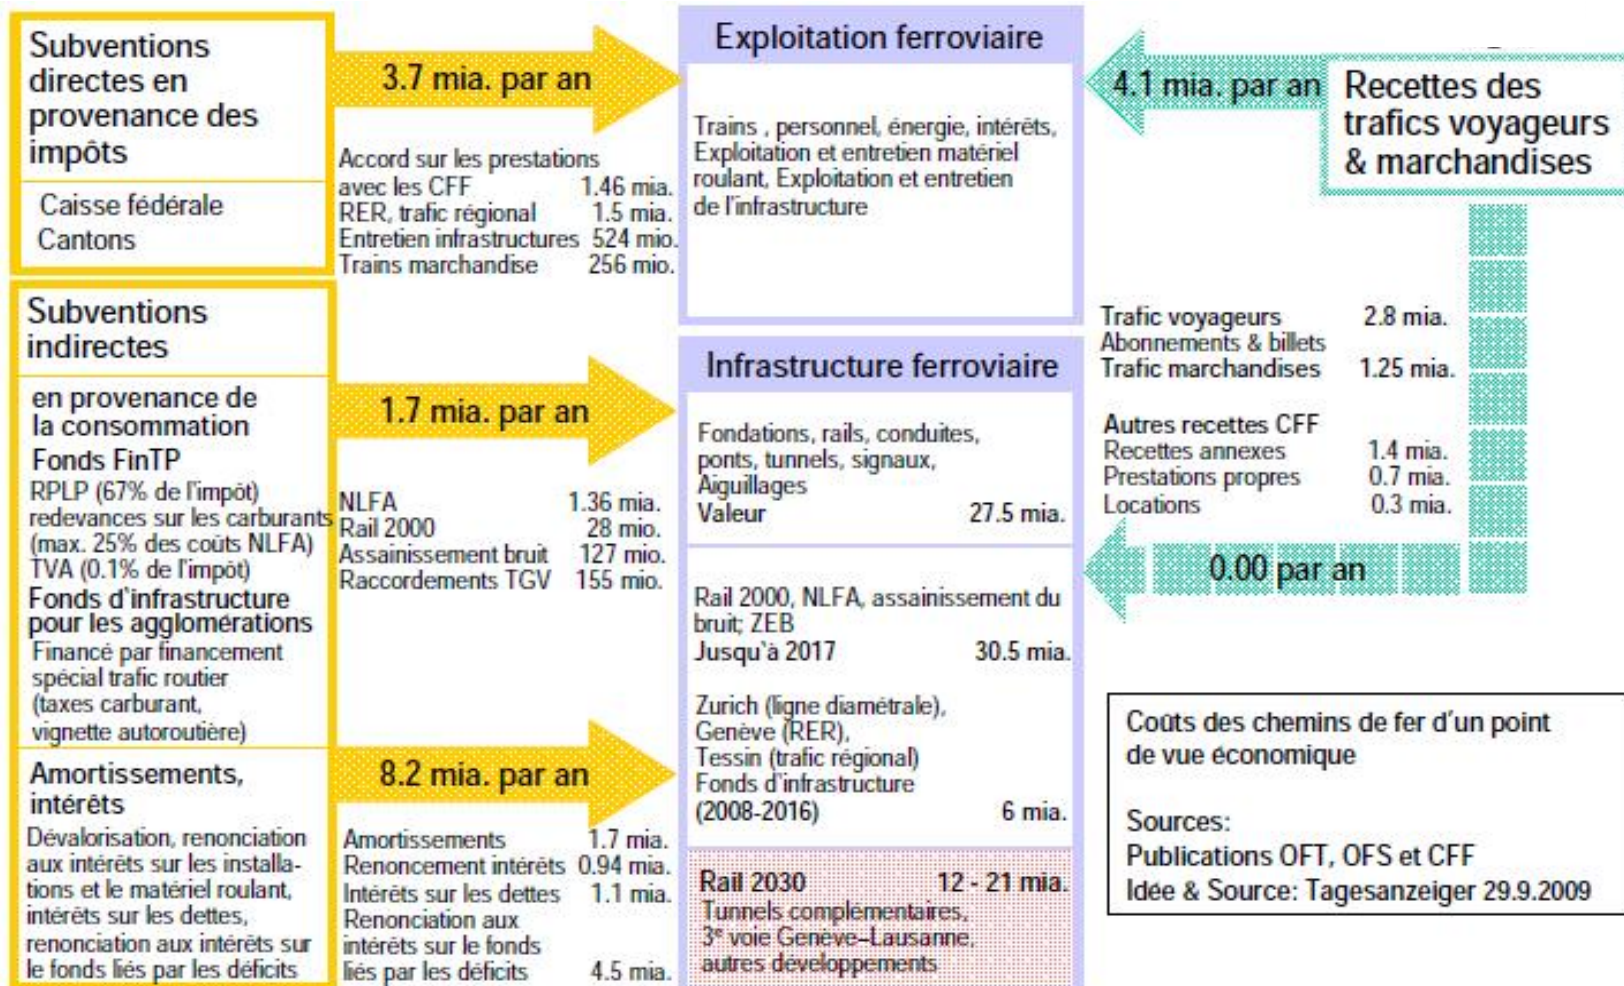 Subventions
directes en
provenance des
impôts
Caisse fédérale
Cantons
3.7 mia. par an
Accord sur les prestations
avec les CFF 1.46 mia.
RER, trafic régional 1.5 mia.
Entretien infrastructures 524 mio.
Trains marchandise 256 mio.
Exploitation ferroviaire
Trains , personnel, énergie, intérêts,
Exploitation et entretien matériel
roulant, Exploitation et entretien
de l'infrastructure
4.1 mia. par an
Recettes des
trafics voyageurs
& marchandises
Subventions
indirectes
en provenance de
la consommation
Fonds FinTP
RPLP (67% de l'impôt)
redevances sur les carburants
(max. 25% des coûts NLFA)
TVA (0.1% de l'impôt)
Fonds d'infrastructure
pour les agglomérations
Financé par financement
spécial trafic routier
(taxes carburant,
vignette autoroutière)
1.7 mia. par an
NLFA 1.36 mia.
Rail 2000 28 mio.
Assainissement bruit 127 mio.
Raccordements TGV 155 mio.
Infrastructure ferroviaire
Fondations, rails, conduites,
ponts, tunnels, signaux,
Aiguillages
Valeur 27.5 mia.
Rail 2000, NLFA, assainissement du
bruit; ZEB
Jusqu'à 2017 30.5 mia.
Zurich (ligne diamétrale),
Genève (RER),
Tessin (trafic régional)
Fonds d'infrastructure
(2008-2016) 6 mia.
Rail 2030 12 - 21 mia.
Tunnels complémentaires,
3e voie Genève–Lausanne,
autres développements
Trafic voyageurs 2.8 mia.
Abonnements & billets
Trafic marchandises 1.25 mia.
Autres recettes CFF
Recettes annexes 1.4 mia.
Prestations propres 0.7 mia.
Locations 0.3 mia.
0.00 par an
Amortissements,
intérêts
Dévalorisation, renonciation
aux intérêts sur les installa-
tions et le matériel roulant,
intérêts sur les dettes,
renonciation aux intérêts sur
le fonds liés par les déficits
8.2 mia. par an
Amortissements 1.7 mia.
Renoncement intérêts 0.94 mia.
Intérêts sur les dettes 1.1 mia.
Renonciation aux
intérêts sur le fonds
liés par les déficits 4.5 mia.
Coûts des chemins de fer d'un point
de vue économique
Sources:
Publications OFT, OFS et CFF
Idée & Source: Tagesanzeiger 29.9.2009